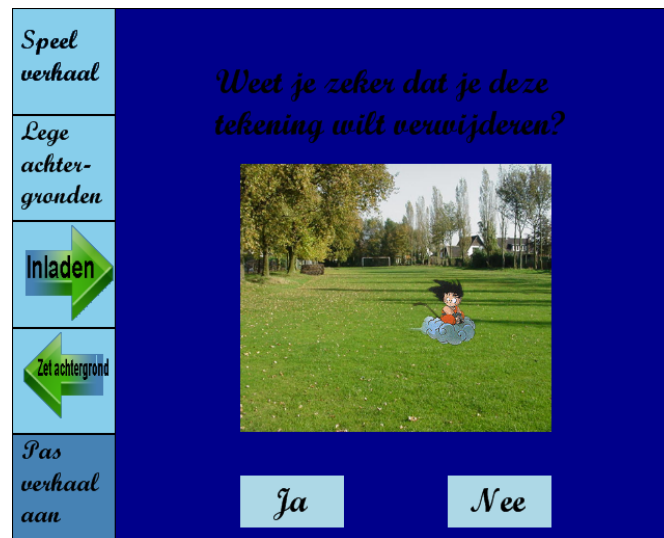 Speel
verhaal
Lege
achter-
gronden
Inladen
Zet achtergrond
Pas
verhaal
aan
Weet je zeker dat je deze
tekening wilt verwijderen?
Ja
Nee